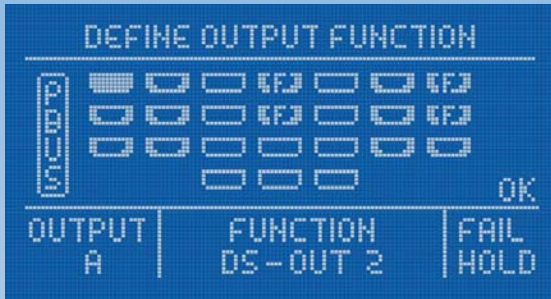 DEFINE OUTPUT FUNCTION
PBUS
F F
F F
OK
OUTPUT FUNCTION FAIL
A DS-OUT 2 HOLD